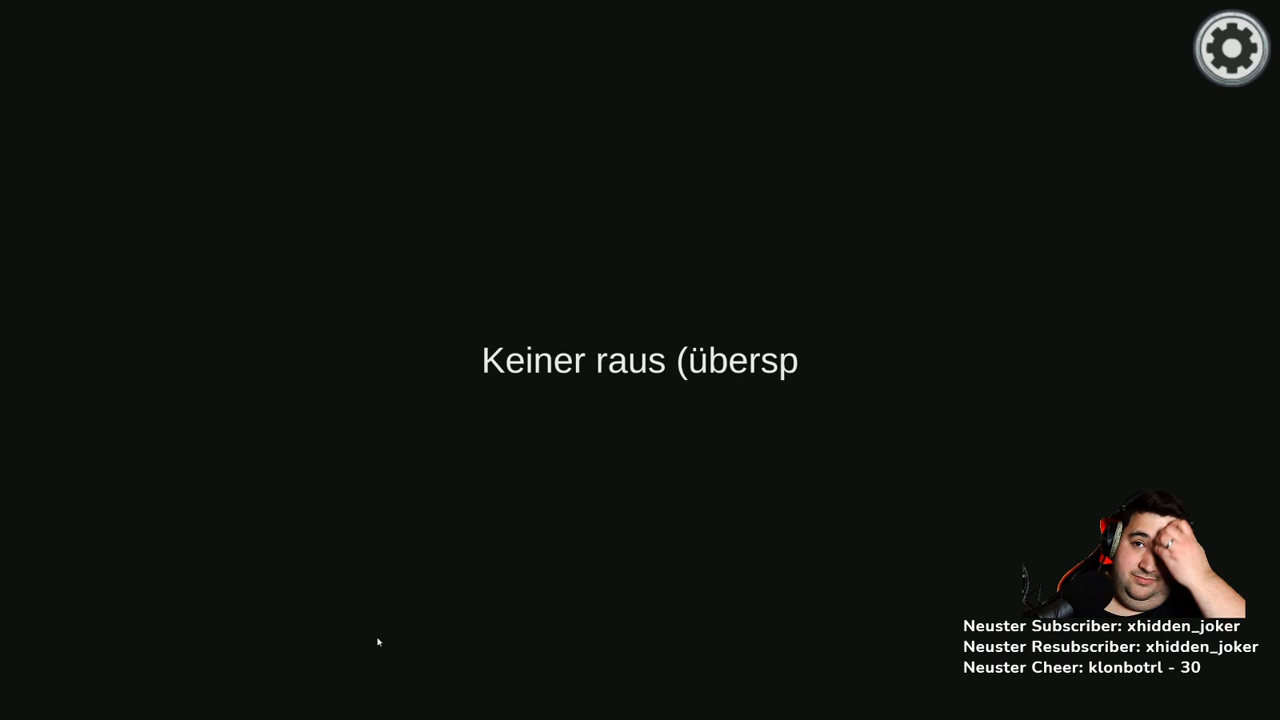 Keiner raus (übersp
Neuster Subscriber: xhidden_joker
Neuster Resubscriber: xhidden_joker
Neuster Cheer: klonbotrl - 30